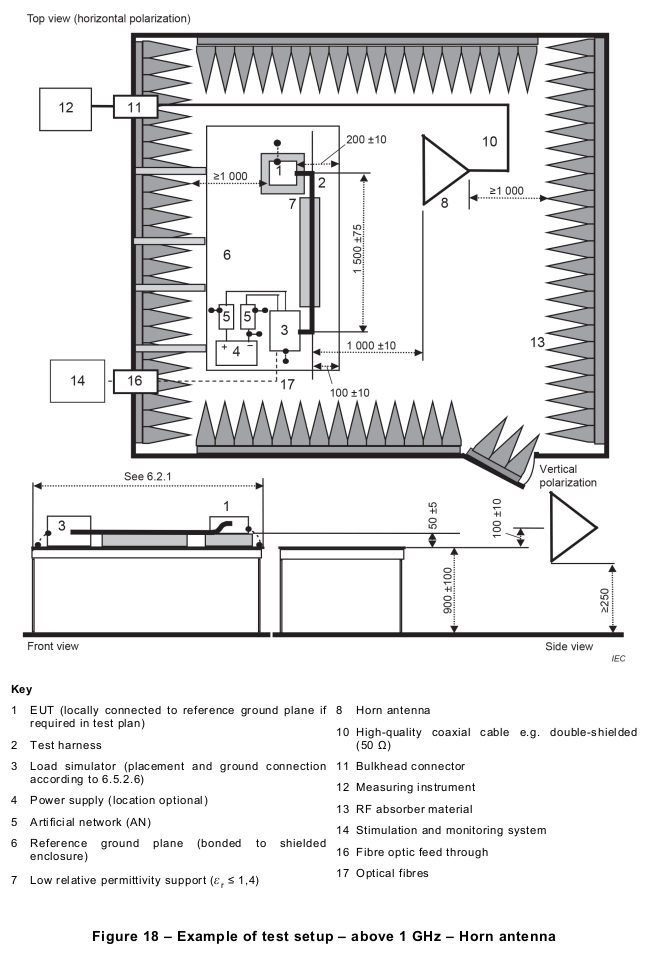 Top view (horizontal polarization)
12
11
10
200 ±10
1
2
≥1 000
≥1 000
8
7
1 500 ±75
6
5
5
3
13
4
+
–
1 000 ±10
14
16
17
100 ±10
Vertical
polarization
See 6.2.1
3
1
50 ±5
100 ±10
900 ±100
≥250
Front view
Side view
IEC
Key
1 EUT (locally connected to reference ground plane if
required in test plan)
2 Test harness
3 Load simulator (placement and ground connection
according to 6.5.2.6)
4 Power supply (location optional)
5 Artificial network (AN)
6 Reference ground plane (bonded to shielded
enclosure)
7 Low relative permittivity support (εr ≤ 1,4)
8 Horn antenna
10 High-quality coaxial cable e.g. double-shielded
(50 Ω)
11 Bulkhead connector
12 Measuring instrument
13 RF absorber material
14 Stimulation and monitoring system
16 Fibre optic feed through
17 Optical fibres
Figure 18 – Example of test setup – above 1 GHz – Horn antenna